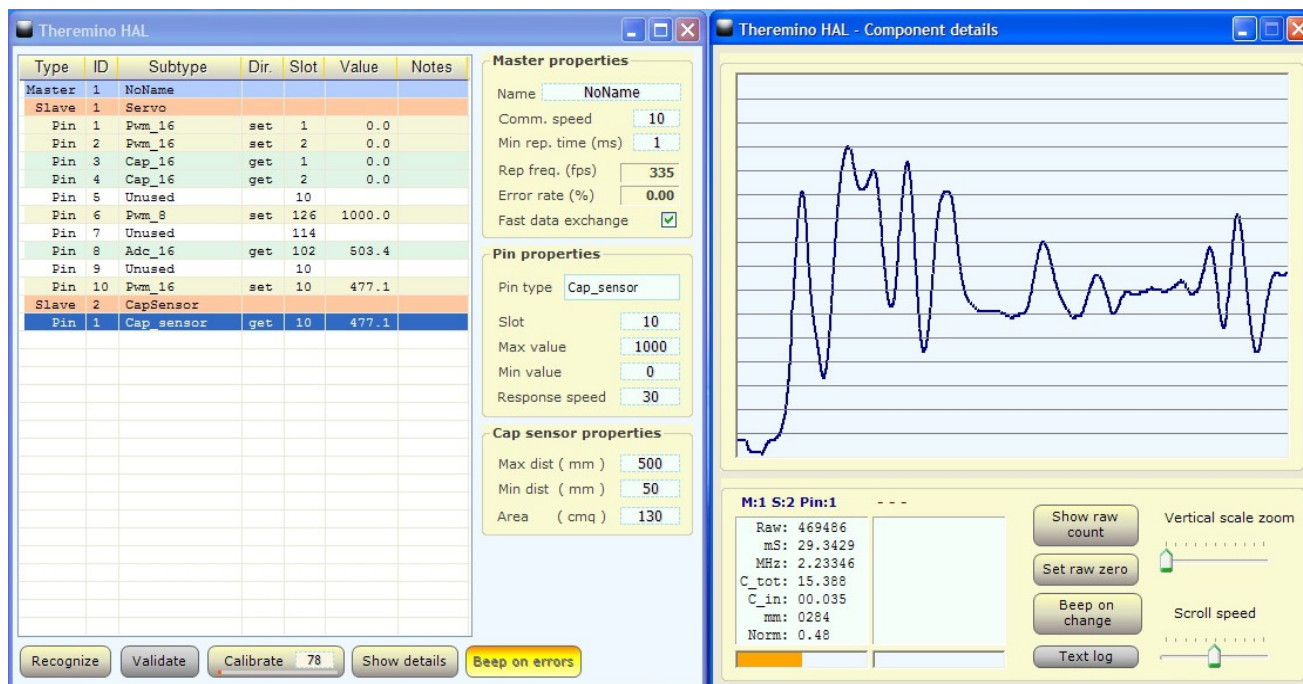 Theremino HAL
Type ID Subtype Dir. Slot Value Notes
Master 1 NoName
Slave 1 Servo
Pin 1 Pwm_16 set 1 0.0
Pin 2 Pwm_16 set 2 0.0
Pin 3 Cap_16 get 1 0.0
Pin 4 Cap_16 get 2 0.0
Pin 5 Unused 10
Pin 6 Pwm_8 set 126 1000.0
Pin 7 Unused 114
Pin 8 Adc_16 get 102 503.4
Pin 9 Unused 10
Pin 10 Pwm_16 set 10 477.1
Slave 2 CapSensor
Pin 1 Cap_sensor get 10 477.1
Recognize Validate Calibrate 78 Show details Beep on errors
Master properties
Name NoName
Comm. speed 10
Min rep. time (ms) 1
Rep freq. (fps) 335
Error rate (%) 0.00
Fast data exchange
Pin properties
Pin type Cap_sensor
Slot 10
Max value 1000
Min value 0
Response speed 30
Cap sensor properties
Max dist ( mm ) 500
Min dist ( mm ) 50
Area ( cmq ) 130
Theremino HAL - Component details
M:1 S:2 Pin:1 - - -
Raw: 469486
mS: 29.3429
MHz: 2.23346
C_tot: 15.388
C_in: 00.035
mm: 0284
Norm: 0.48
Show raw
count
Set raw zero
Beep on
change
Text log
Vertical scale zoom
Scroll speed